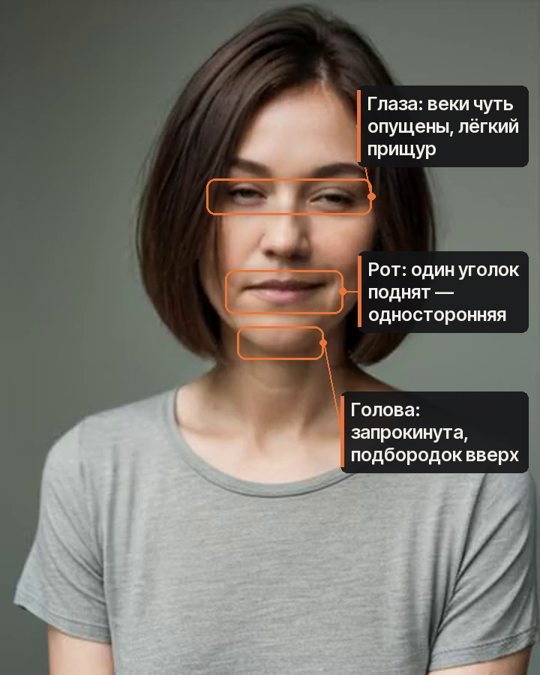 Глаза: веки чуть
опущены, лёгкий
прищур
Рот: один уголок
поднят —
односторонняя
Голова:
запрокинута,
подбородок вверх